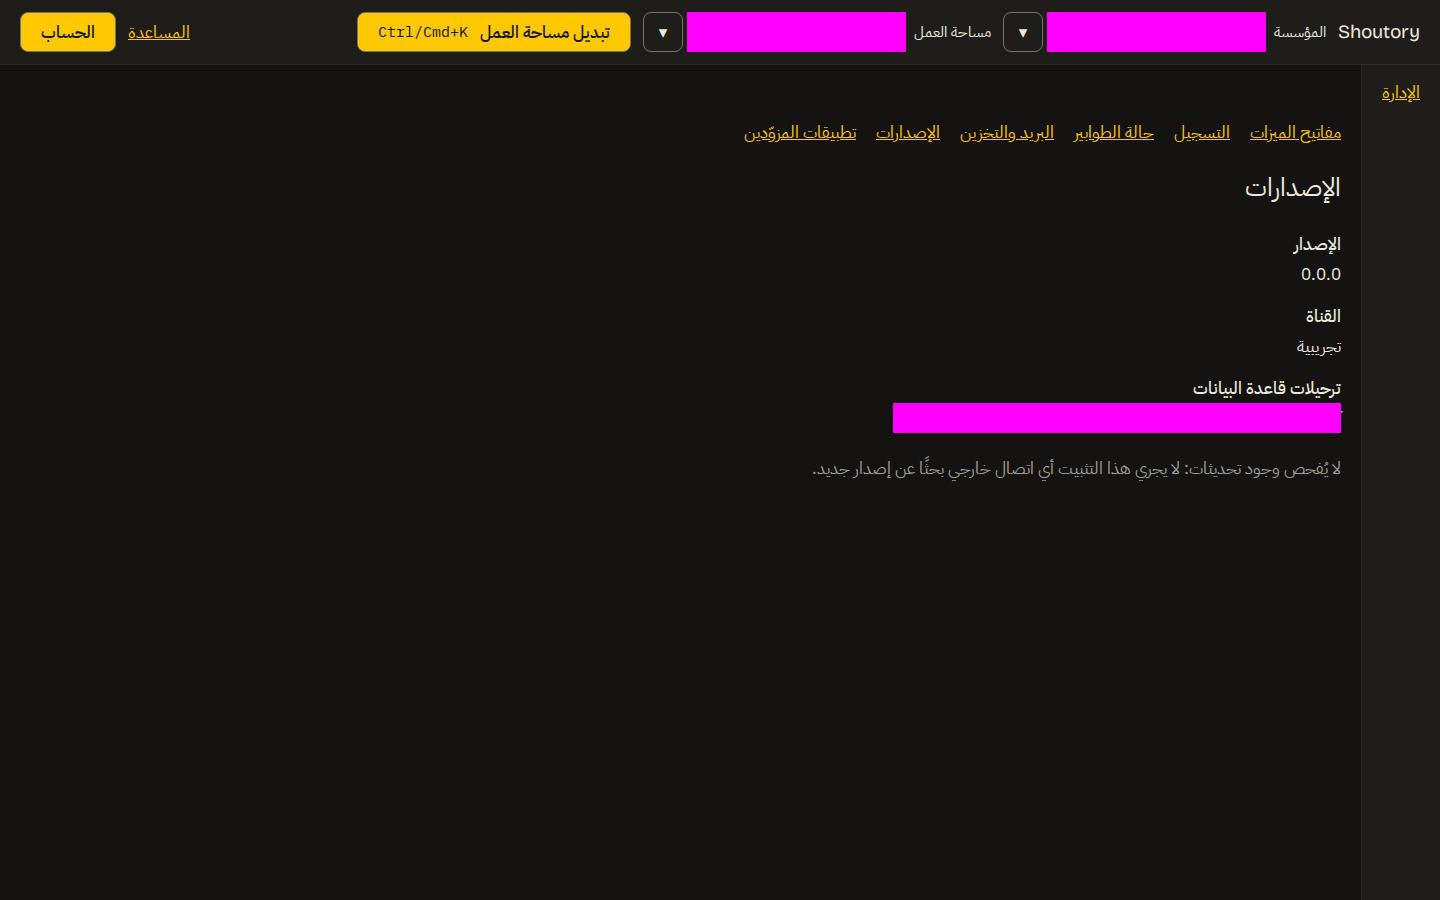 Shoutory المؤسسة ▼ مساحة العمل ▼ تبديل مساحة العمل Ctrl/Cmd+K المساعدة الحساب
الإدارة
مفاتيح الميزات التسجيل حالة الطوابير البريد والتخزين الإصدارات تطبيقات المزوّدين
الإصدارات
الإصدار
0.0.0
القناة
تجريبية
ترحيلات قاعدة البيانات
لا يُفحص وجود تحديثات: لا يجري هذا التثبيت أي اتصال خارجي بحثًا عن إصدار جديد.